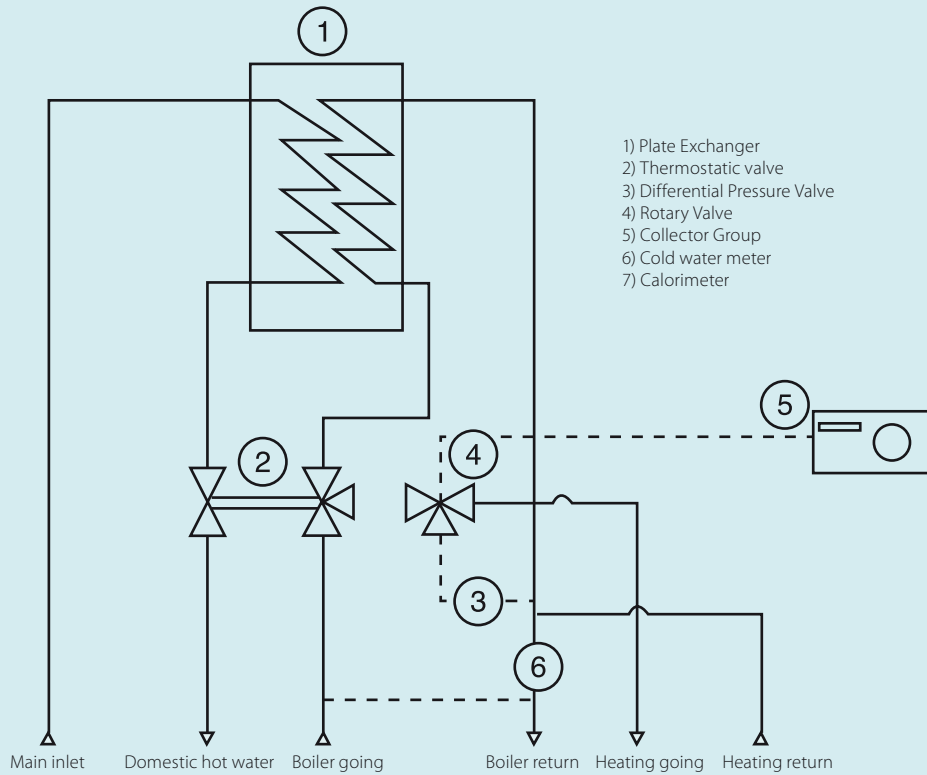 1
1) Plate Exchanger
2) Thermostatic valve
3) Differential Pressure Valve
4) Rotary Valve
5) Collector Group
6) Cold water meter
7) Calorimeter
5
4
2
3
6
Main inlet
Domestic hot water
Boiler going
Boiler return
Heating going
Heating return